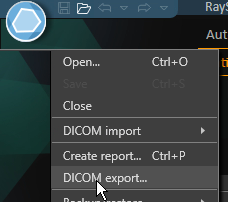 RayS
Aut
Open... Ctrl+O
Save Ctrl+S
Close
DICOM import
Create report... Ctrl+P
DICOM export...